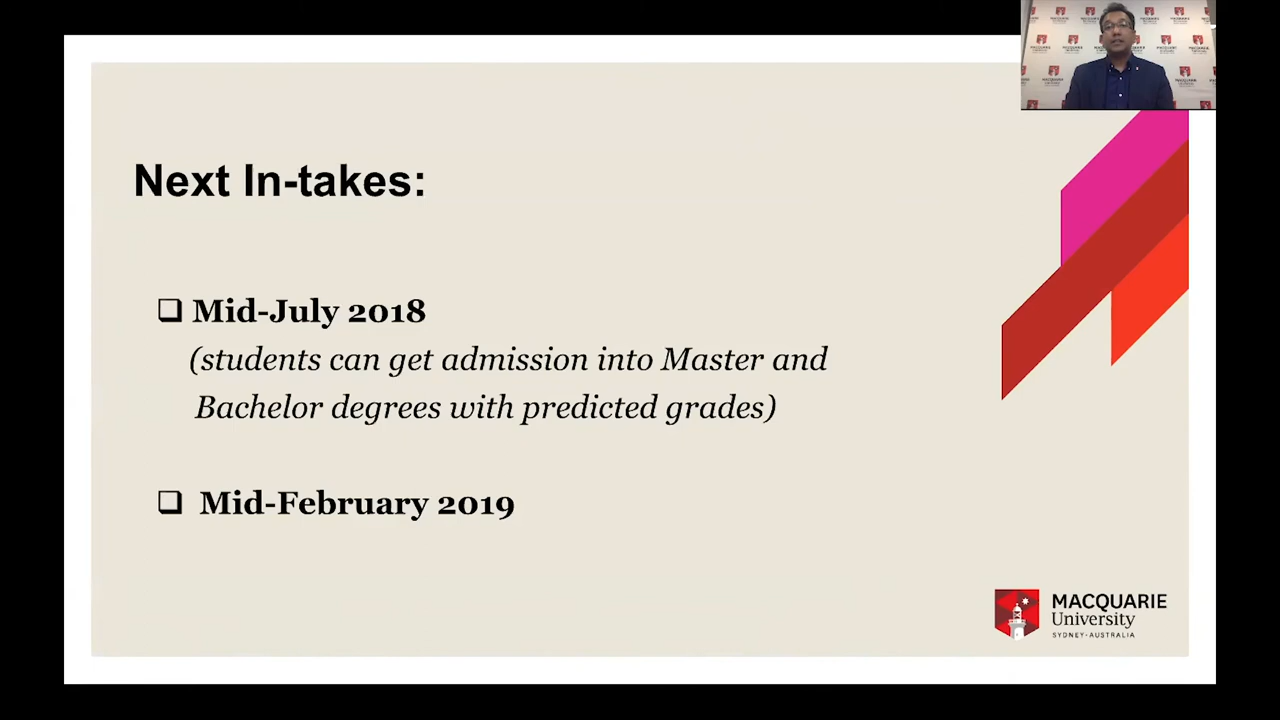 Next In-takes:
Mid-July 2018
(students can get admission into Master and
Bachelor degrees with predicted grades)
Mid-February 2019
MACQUARIE
University
SYDNEY-AUSTRALIA